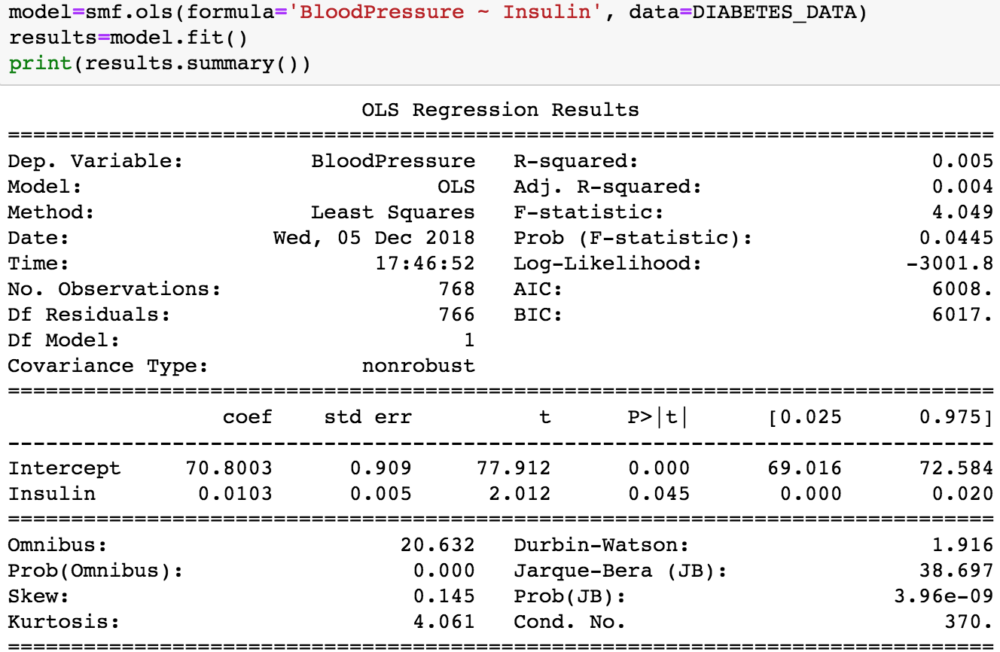 model=smf.ols(formula='BloodPressure ~ Insulin', data=DIABETES_DATA)
results=model.fit()
print(results.summary())
OLS Regression Results
==============================================================================
Dep. Variable:          BloodPressure   R-squared:                       0.005
Model:                            OLS   Adj. R-squared:                  0.004
Method:                 Least Squares   F-statistic:                     4.049
Date:                Wed, 05 Dec 2018   Prob (F-statistic):             0.0445
Time:                        17:46:52   Log-Likelihood:                -3001.8
No. Observations:                 768   AIC:                             6008.
Df Residuals:                     766   BIC:                             6017.
Df Model:                           1
Covariance Type:            nonrobust
==============================================================================
                 coef    std err          t      P>|t|      [0.025      0.975]
------------------------------------------------------------------------------
Intercept     70.8003      0.909     77.912      0.000      69.016      72.584
Insulin        0.0103      0.005      2.012      0.045       0.000       0.020
==============================================================================
Omnibus:                       20.632   Durbin-Watson:                   1.916
Prob(Omnibus):                  0.000   Jarque-Bera (JB):               38.697
Skew:                           0.145   Prob(JB):                     3.96e-09
Kurtosis:                       4.061   Cond. No.                         370.
==============================================================================